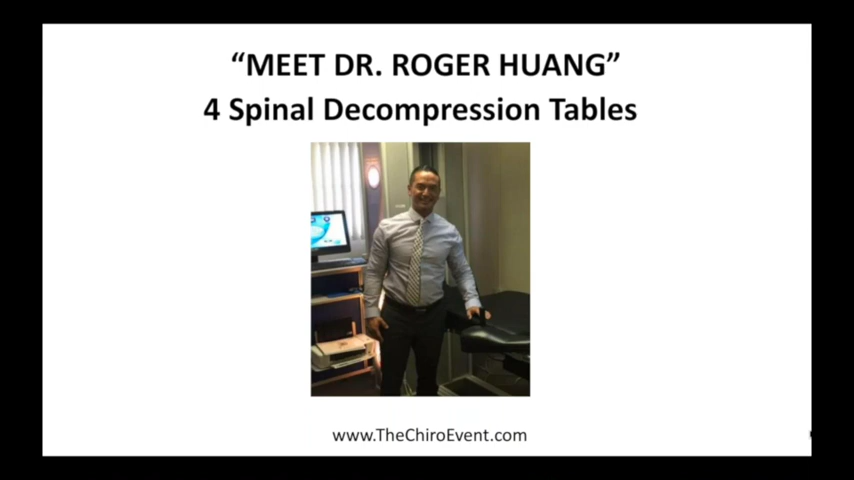 “MEET DR. ROGER HUANG”
4 Spinal Decompression Tables
www.TheChiroEvent.com